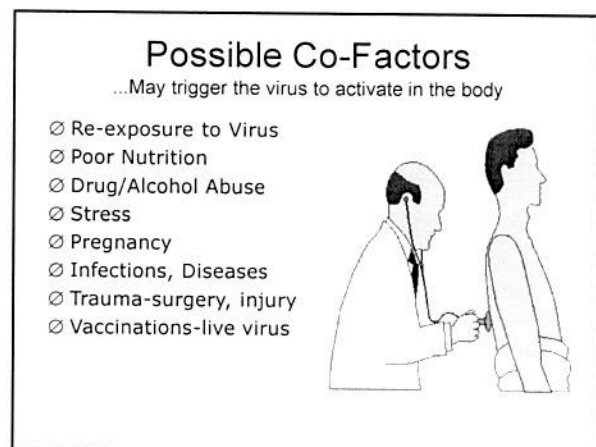 Possible Co-Factors
...May trigger the virus to activate in the body
∅ Re-exposure to Virus
∅ Poor Nutrition
∅ Drug/Alcohol Abuse
∅ Stress
∅ Pregnancy
∅ Infections, Diseases
∅ Trauma-surgery, injury
∅ Vaccinations-live virus